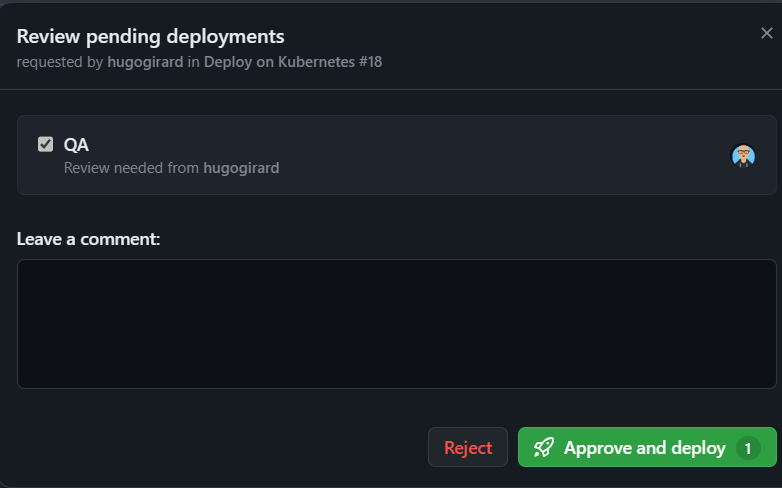 Review pending deployments
requested by hugogirard in Deploy on Kubernetes #18
QA
Review needed from hugogirard
Leave a comment:
Reject
Approve and deploy 1